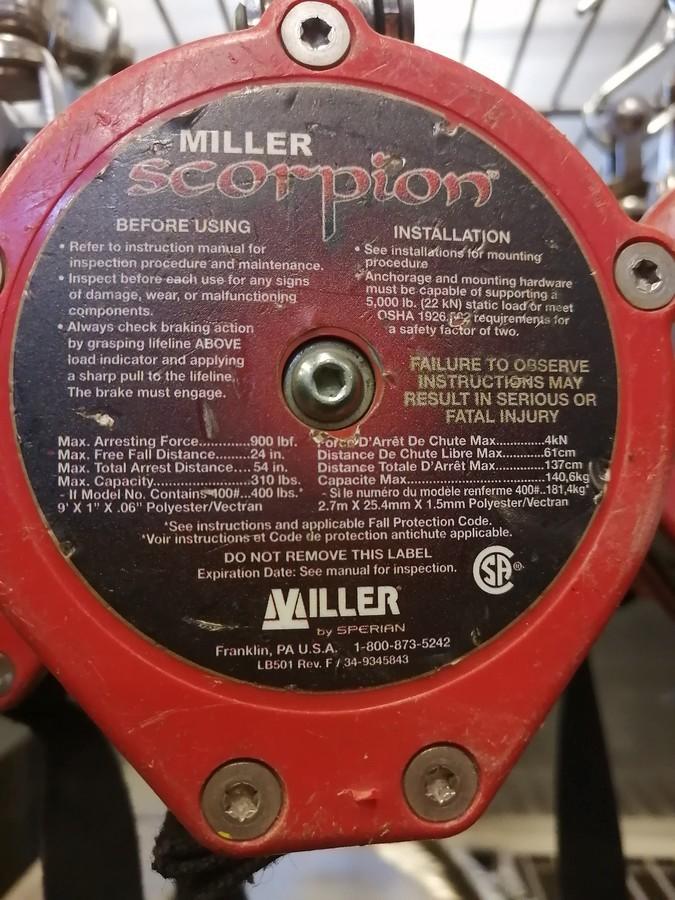 MILLER
scorpion
BEFORE USING
• Refer to instruction manual for
inspection procedure and maintenance.
• Inspect before each use for any signs
of damage, wear, or malfunctioning
components.
• Always check braking action
by grasping lifeline ABOVE
load indicator and applying
a sharp pull to the lifeline.
The brake must engage.
INSTALLATION
• See installations for mounting
procedure
• Anchorage and mounting hardware
must be capable of supporting a
5,000 lb. (22 kN) static load or meet
OSHA requirements for
a safety factor of two.
FAILURE TO OBSERVE
INSTRUCTIONS MAY
RESULT IN SERIOUS OR
FATAL INJURY
Max. Arresting Force............900 lbf.
Max. Free Fall Distance........24 in.
Max. Total Arrest Distance....54 in.
Max. Capacity.......................310 lbs.
- If Model No. Contains 400#...400 lbs.*
9' X 1" X .06" Polyester/Vectran
Force D'Arrêt De Chute Max............4kN
Distance De Chute Libre Max......61cm
Distance Totale D'Arrêt Max........137cm
Capacite Max...............................140,6kg
- Si le numéro du modèle renferme 400#..181,4kg*
2.7m X 25.4mm X 1.5mm Polyester/Vectran
*See instructions and applicable Fall Protection Code.
*Voir instructions et Code de protection antichute applicable.
DO NOT REMOVE THIS LABEL
Expiration Date: See manual for inspection.
CSA®
MILLER®
by SPERIAN
Franklin, PA U.S.A. 1-800-873-5242
LB501 Rev. F / 34-9345843